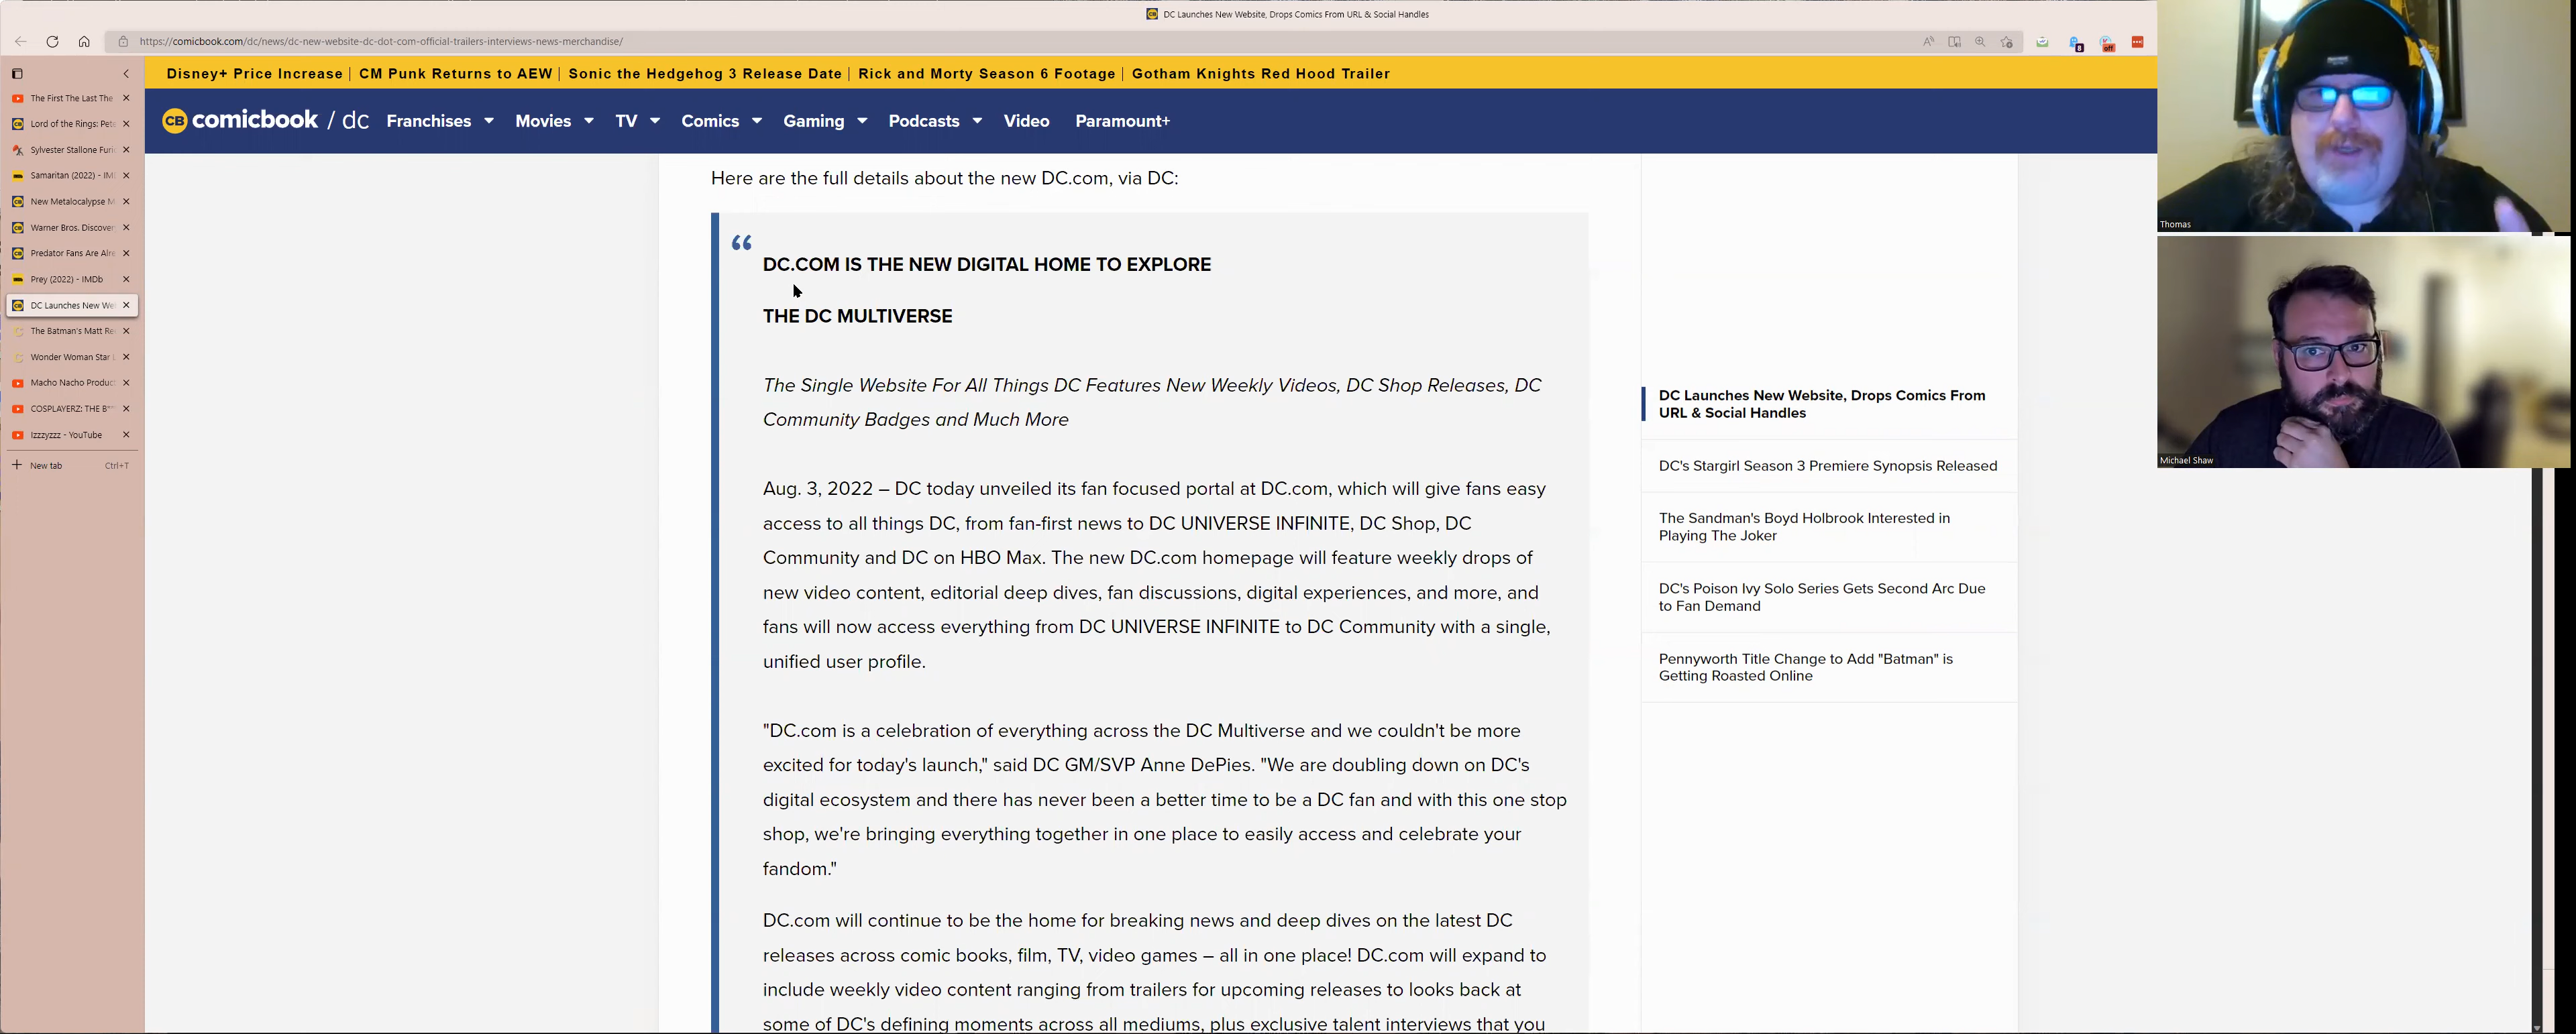 DC Launches New Website, Drops Comics From URL & Social Handles
https://comicbook.com/dc/news/dc-new-website-dc-dot-com-official-trailers-interviews-news-merchandise/
Disney+ Price Increase | CM Punk Returns to AEW | Sonic the Hedgehog 3 Release Date | Rick and Morty Season 6 Footage | Gotham Knights Red Hood Trailer
CB comicbook / dc Franchises Movies TV Comics Gaming Podcasts Video Paramount+
The First The Last The
Lord of the Rings: Pet
Sylvester Stallone Furi
Samaritan (2022) - IM
New Metalocalypse M
Warner Bros. Discover
Predator Fans Are Alre
Prey (2022) - IMDb
DC Launches New We
The Batman's Matt Re
Wonder Woman Star
Macho Nacho Produc
COSPLAYERZ: THE B
Izzzyzzz - YouTube
New tab Ctrl+T
Here are the full details about the new DC.com, via DC:
“
DC.COM IS THE NEW DIGITAL HOME TO EXPLORE
THE DC MULTIVERSE
The Single Website For All Things DC Features New Weekly Videos, DC Shop Releases, DC
Community Badges and Much More
Aug. 3, 2022 – DC today unveiled its fan focused portal at DC.com, which will give fans easy
access to all things DC, from fan-first news to DC UNIVERSE INFINITE, DC Shop, DC
Community and DC on HBO Max. The new DC.com homepage will feature weekly drops of
new video content, editorial deep dives, fan discussions, digital experiences, and more, and
fans will now access everything from DC UNIVERSE INFINITE to DC Community with a single,
unified user profile.
"DC.com is a celebration of everything across the DC Multiverse and we couldn't be more
excited for today's launch," said DC GM/SVP Anne DePies. "We are doubling down on DC's
digital ecosystem and there has never been a better time to be a DC fan and with this one stop
shop, we're bringing everything together in one place to easily access and celebrate your
fandom."
DC.com will continue to be the home for breaking news and deep dives on the latest DC
releases across comic books, film, TV, video games – all in one place! DC.com will expand to
include weekly video content ranging from trailers for upcoming releases to looks back at
some of DC's defining moments across all mediums, plus exclusive talent interviews that you
DC Launches New Website, Drops Comics From
URL & Social Handles
DC's Stargirl Season 3 Premiere Synopsis Released
The Sandman's Boyd Holbrook Interested in
Playing The Joker
DC's Poison Ivy Solo Series Gets Second Arc Due
to Fan Demand
Pennyworth Title Change to Add "Batman" is
Getting Roasted Online
Thomas
Michael Shaw